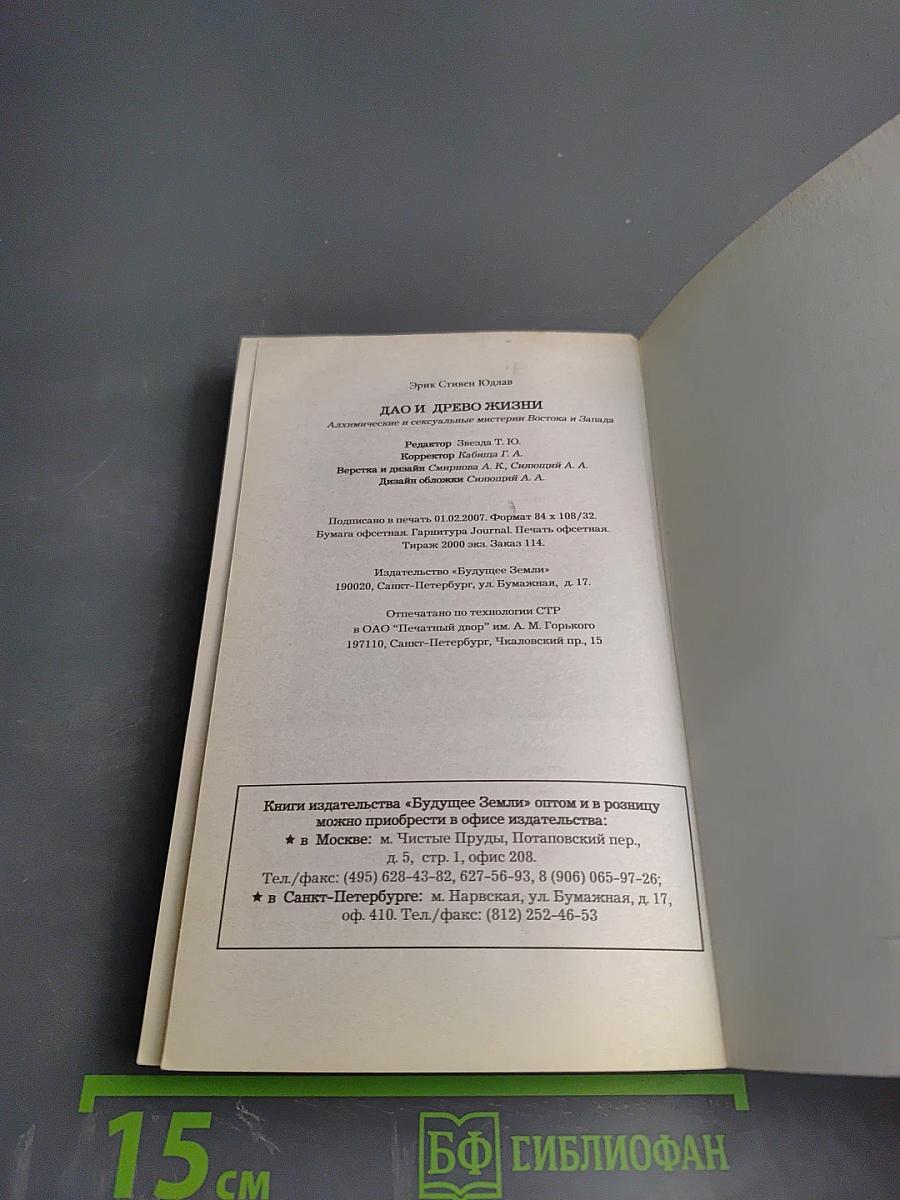 Эрик Стивен Юдлав
ДАО И ДРЕВО ЖИЗНИ
Алхимические и сексуальные мистерии Востока и Запада
Редактор Звезда Т. Ю.
Корректор Кабища Г. А.
Верстка и дизайн Смирнова А. К., Сияющий А. А.
Дизайн обложки Сияющий А. А.
Подписано в печать 01.02.2007. Формат 84 х 108/32.
Бумага офсетная. Гарнитура Journal. Печать офсетная.
Тираж 2000 экз. Заказ 114.
Издательство «Будущее Земли»
190020, Санкт-Петербург, ул. Бумажная, д. 17.
Отпечатано по технологии CTP
в ОАО "Печатный двор" им. А. М. Горького
197110, Санкт-Петербург, Чкаловский пр., 15
Книги издательства «Будущее Земли» оптом и в розницу
можно приобрести в офисе издательства:
★ в Москве: м. Чистые Пруды, Потаповский пер.,
д. 5, стр. 1, офис 208.
Тел./факс: (495) 628-43-82, 627-56-93, 8 (906) 065-97-26;
★ в Санкт-Петербурге: м. Нарвская, ул. Бумажная, д. 17,
оф. 410. Тел./факс: (812) 252-46-53
15 см
БФ БИБЛИОФАН